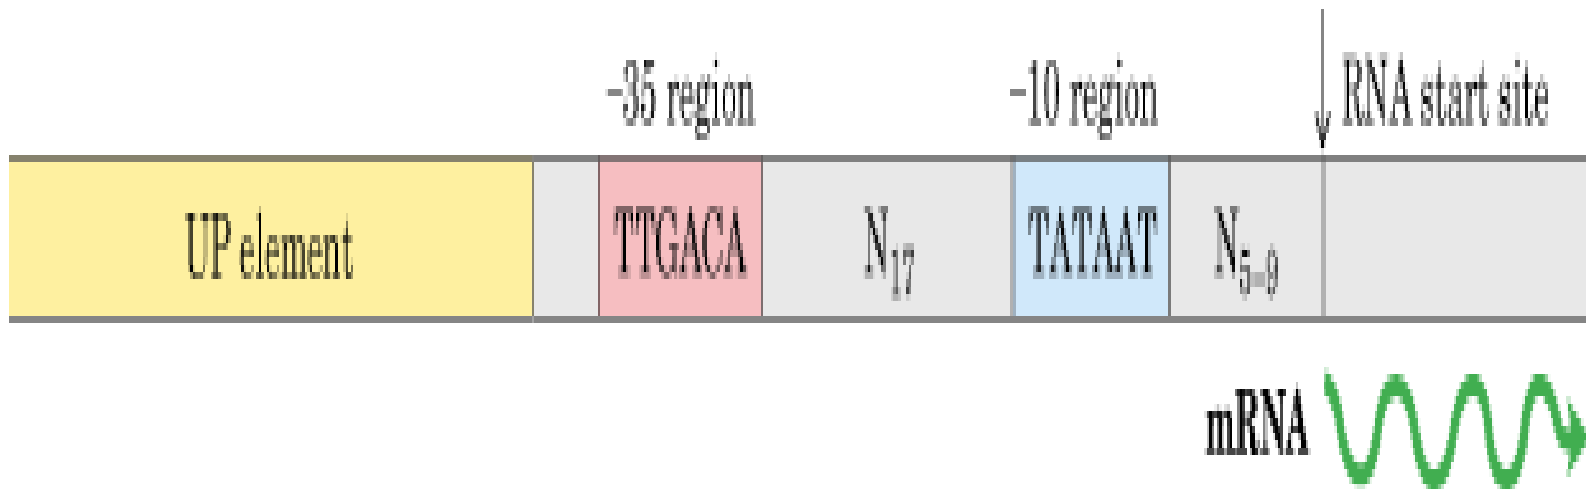 –35 region
–10 region
RNA start site
UP element
TTGACA
N17
TATAAT
N5–9
mRNA